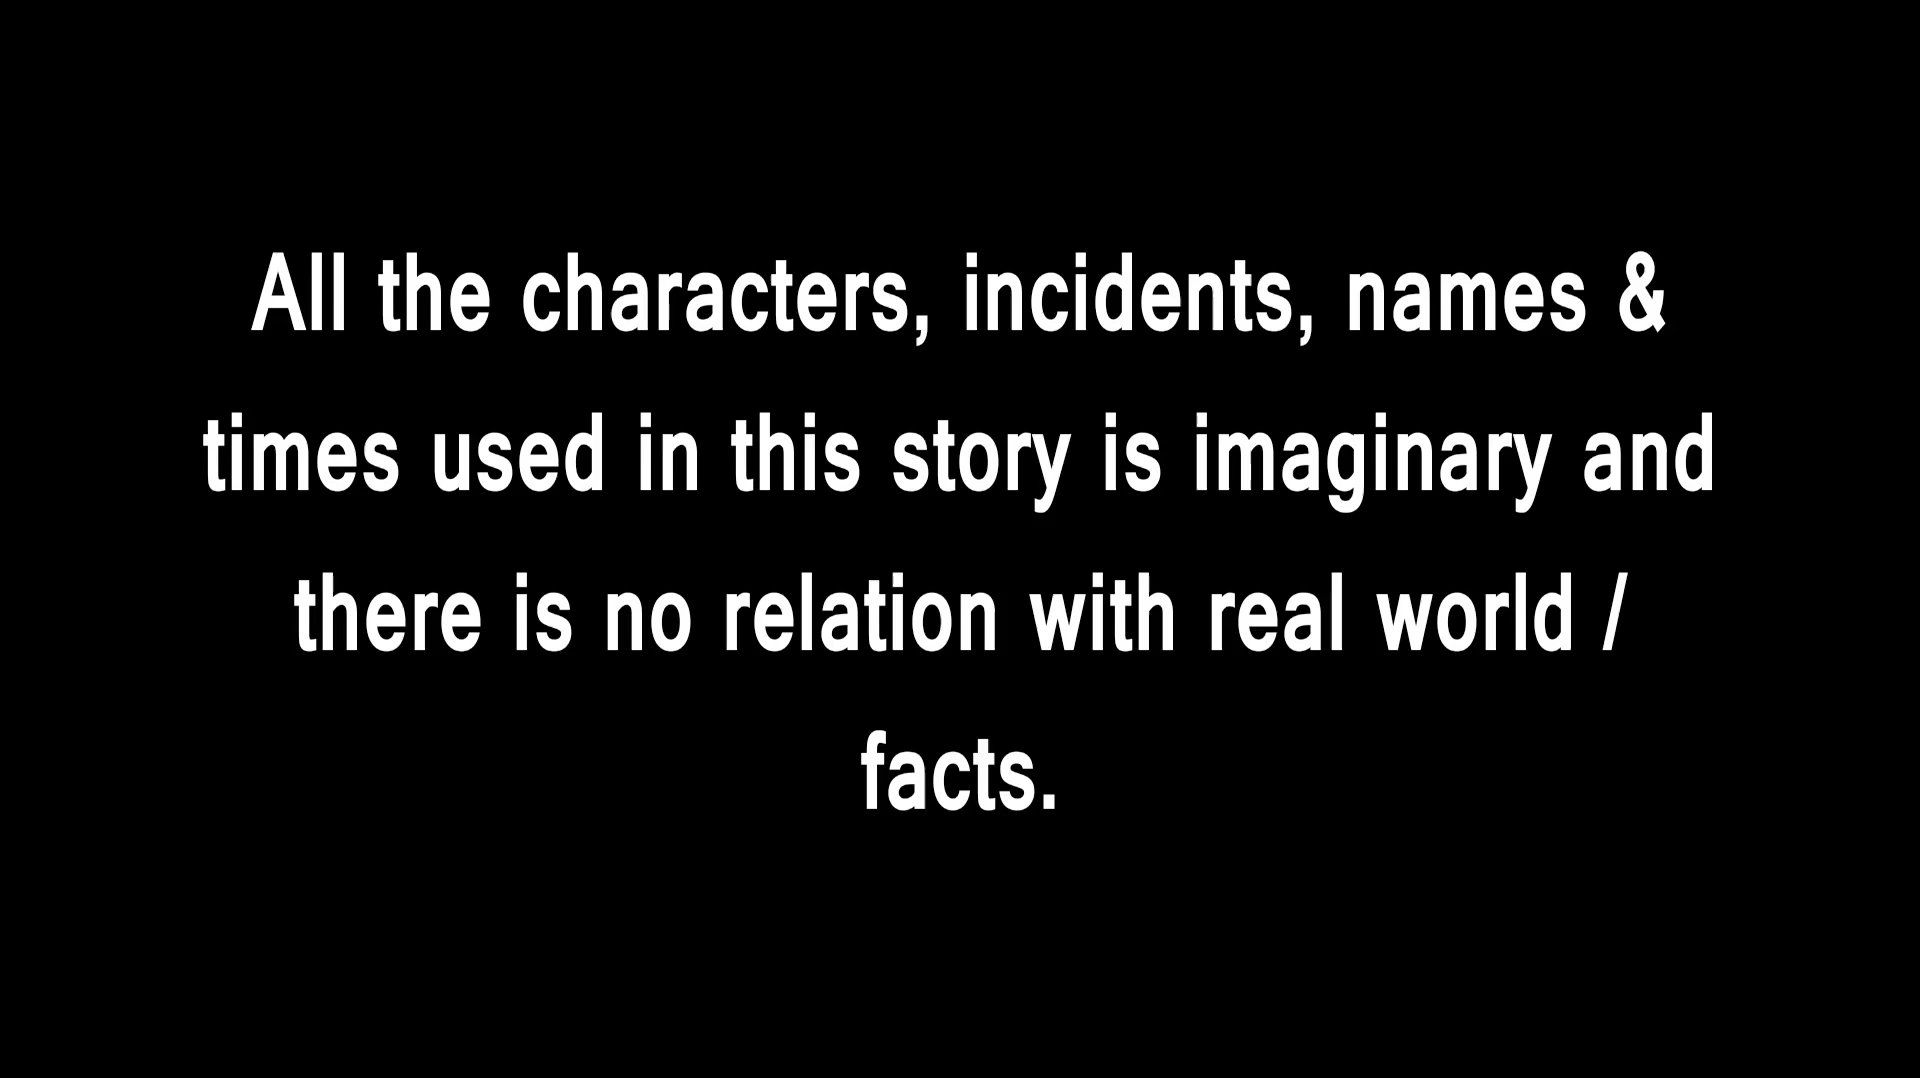 All the characters, incidents, names &
times used in this story is imaginary and
there is no relation with real world /
facts.